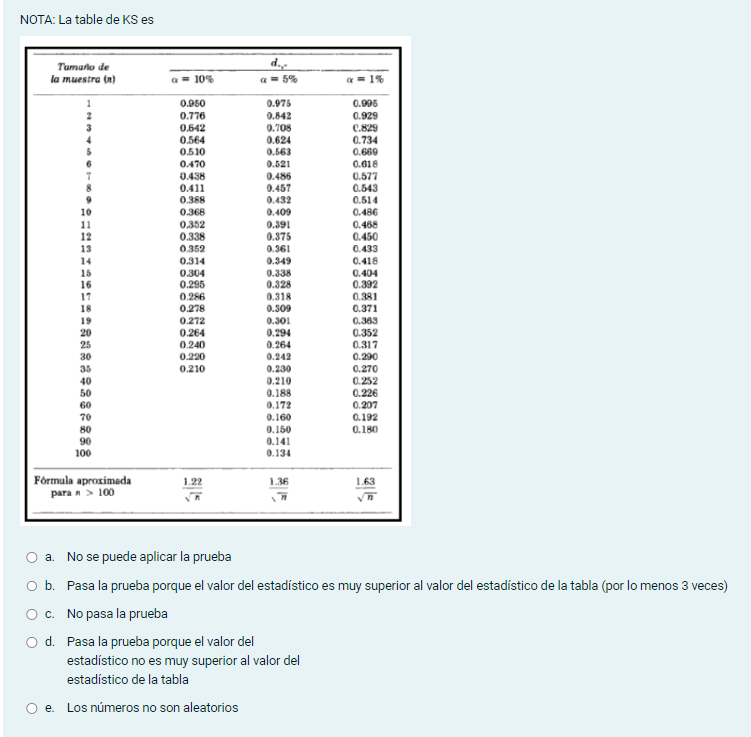 NOTA: La table de KS es
Tamaño de
la muestra (n)
α = 10% α = 5% α = 1%
1 0.950 0.975 0.995
2 0.776 0.842 0.929
3 0.642 0.708 0.829
4 0.564 0.624 0.734
5 0.510 0.563 0.669
6 0.470 0.521 0.618
7 0.438 0.486 0.577
8 0.411 0.457 0.543
9 0.388 0.432 0.514
10 0.368 0.409 0.486
11 0.352 0.391 0.468
12 0.338 0.375 0.450
13 0.352 0.361 0.433
14 0.314 0.349 0.418
15 0.304 0.338 0.404
16 0.295 0.328 0.392
17 0.286 0.318 0.381
18 0.278 0.309 0.371
19 0.272 0.301 0.363
20 0.264 0.294 0.352
25 0.240 0.264 0.317
30 0.220 0.242 0.290
35 0.210 0.230 0.270
40 0.210 0.252
50 0.188 0.226
60 0.172 0.207
70 0.160 0.192
80 0.150 0.180
90 0.141
100 0.134
Fórmula aproximada
para n > 100
1.22 1.36 1.63
√n √n √n
a. No se puede aplicar la prueba
b. Pasa la prueba porque el valor del estadístico es muy superior al valor del estadístico de la tabla (por lo menos 3 veces)
c. No pasa la prueba
d. Pasa la prueba porque el valor del
estadístico no es muy superior al valor del
estadístico de la tabla
e. Los números no son aleatorios